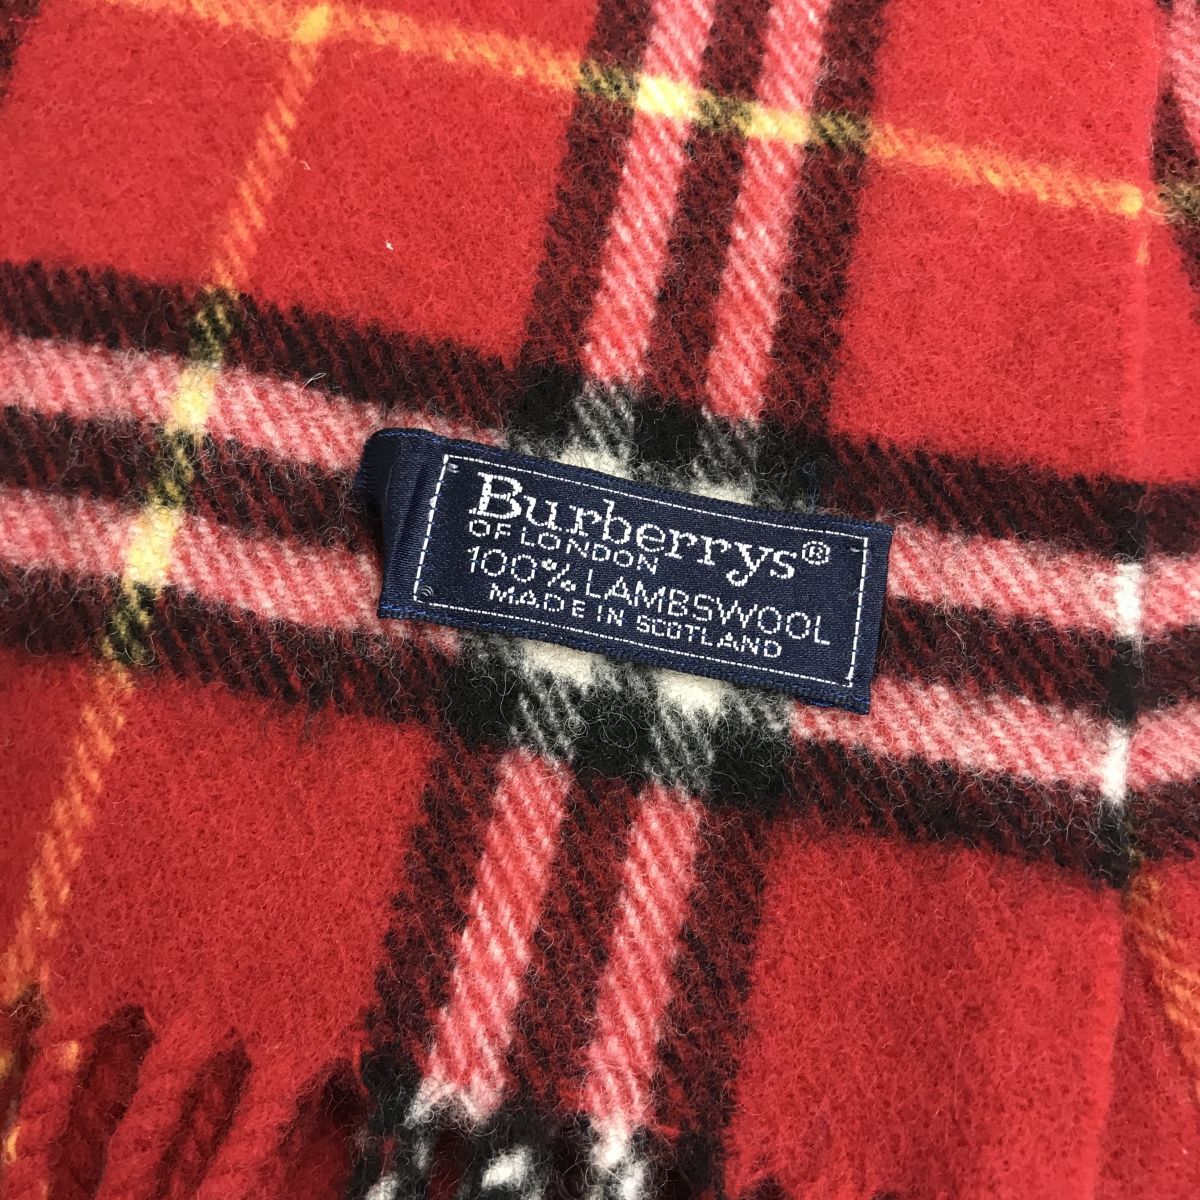 Burberrys®
OF LONDON
100% LAMBSWOOL
MADE IN SCOTLAND